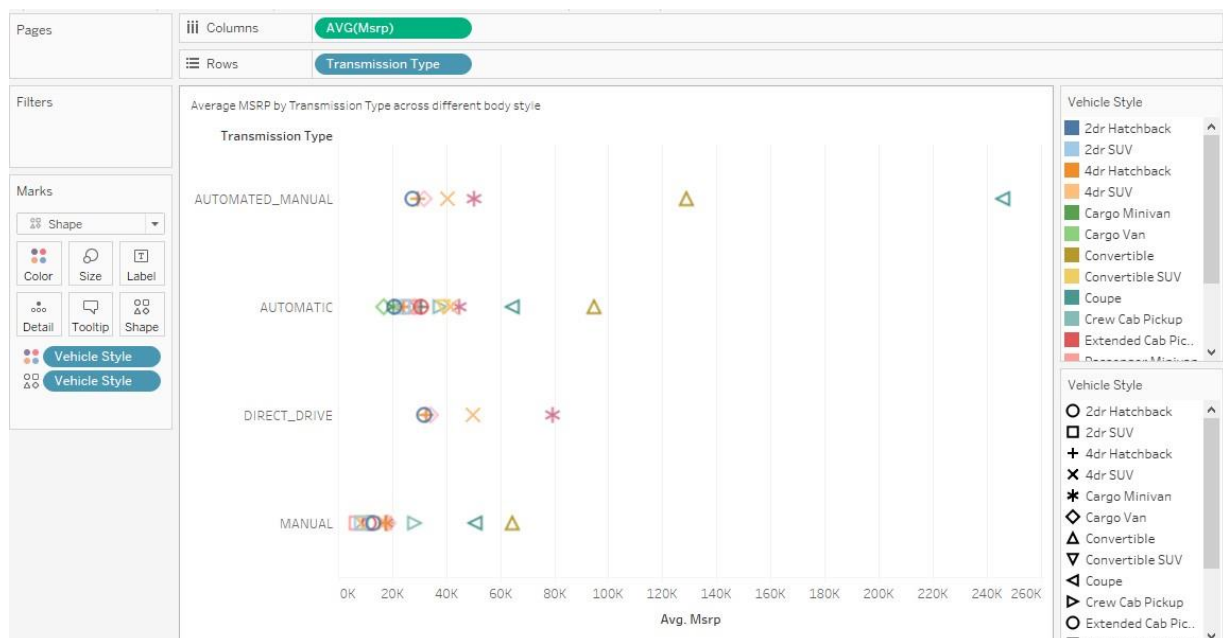 Pages
Columns
AVG(Msrp)
Rows
Transmission Type
Filters
Marks
Shape
Color
Size
Label
Detail
Tooltip
Shape
Vehicle Style
Vehicle Style
Average MSRP by Transmission Type across different body style
Transmission Type
AUTOMATED_MANUAL
AUTOMATIC
DIRECT_DRIVE
MANUAL
0K 20K 40K 60K 80K 100K 120K 140K 160K 180K 200K 220K 240K 260K
Avg. Msrp
Vehicle Style
2dr Hatchback
2dr SUV
4dr Hatchback
4dr SUV
Cargo Minivan
Cargo Van
Convertible
Convertible SUV
Coupe
Crew Cab Pickup
Extended Cab Pic..
Passenger Minivan
Vehicle Style
2dr Hatchback
2dr SUV
4dr Hatchback
4dr SUV
Cargo Minivan
Cargo Van
Convertible
Convertible SUV
Coupe
Crew Cab Pickup
Extended Cab Pic..